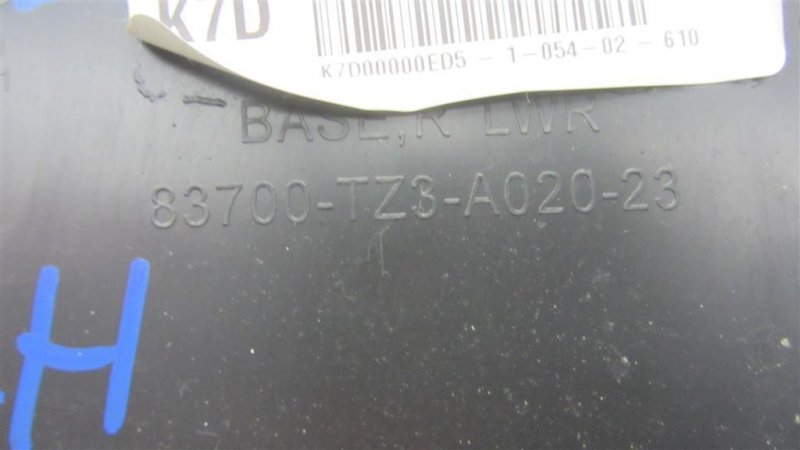 K7D
K7D00000ED5 - 1-054-02 - 610
BASE,R LWR
83700-TZ3-A020-23
H